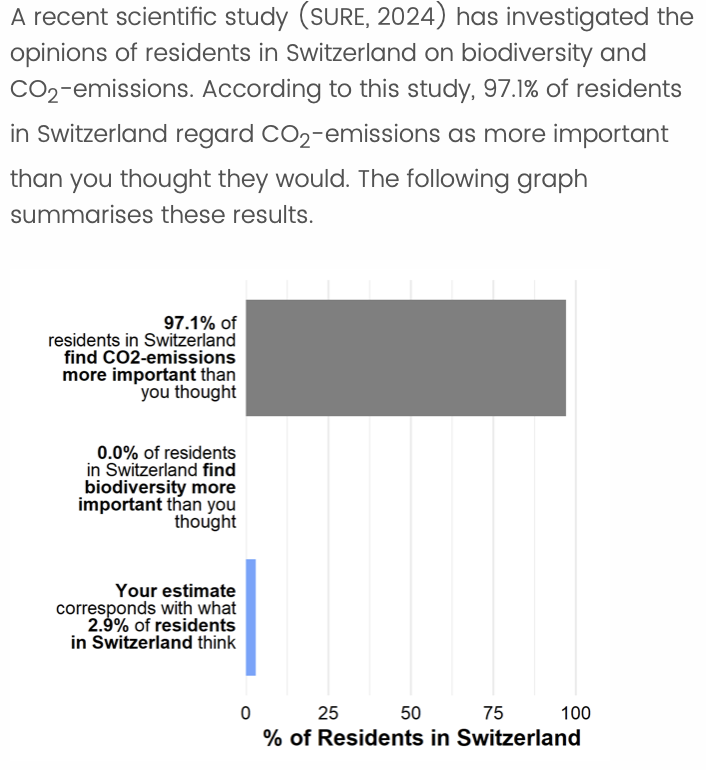 A recent scientific study (SURE, 2024) has investigated the
opinions of residents in Switzerland on biodiversity and
CO2-emissions. According to this study, 97.1% of residents
in Switzerland regard CO2-emissions as more important
than you thought they would. The following graph
summarises these results.
97.1% of
residents in Switzerland
find CO2-emissions
more important than
you thought
0.0% of residents
in Switzerland find
biodiversity more
important than you
thought
Your estimate
corresponds with what
2.9% of residents
in Switzerland think
0 25 50 75 100
% of Residents in Switzerland